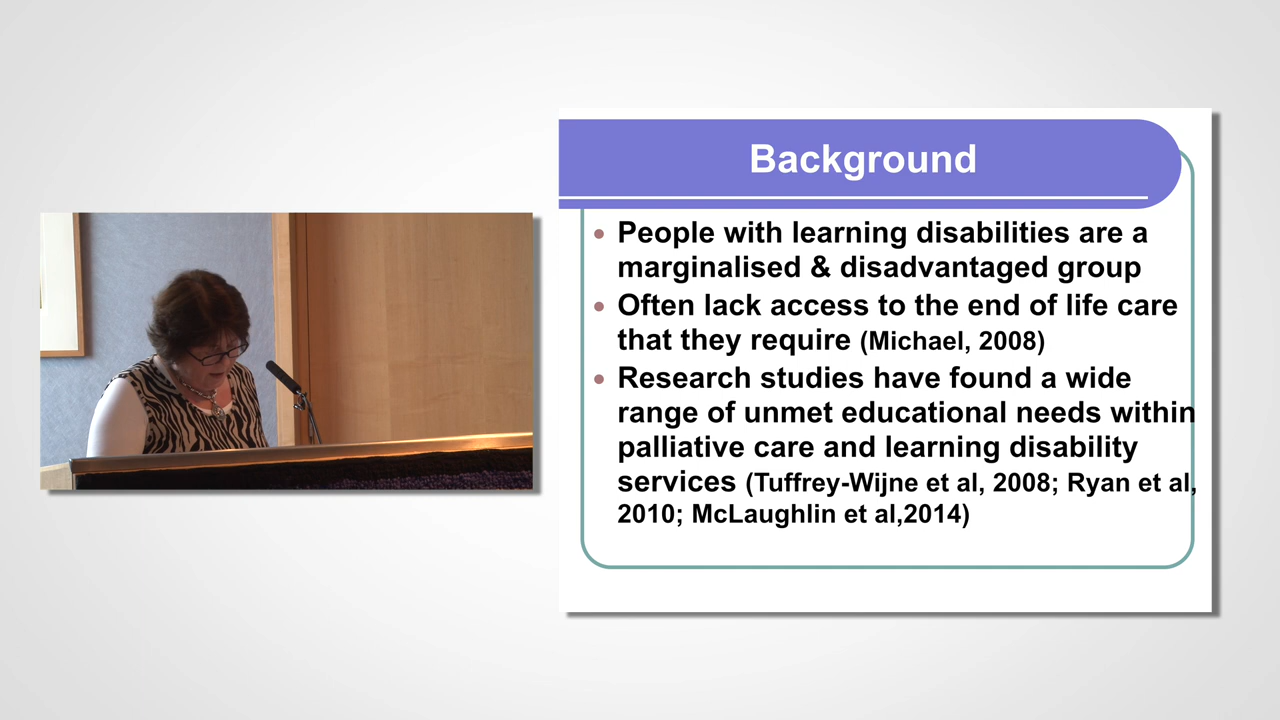 Background
People with learning disabilities are a
marginalised & disadvantaged group
Often lack access to the end of life care
that they require (Michael, 2008)
Research studies have found a wide
range of unmet educational needs within
palliative care and learning disability
services (Tuffrey-Wijne et al, 2008; Ryan et al,
2010; McLaughlin et al,2014)